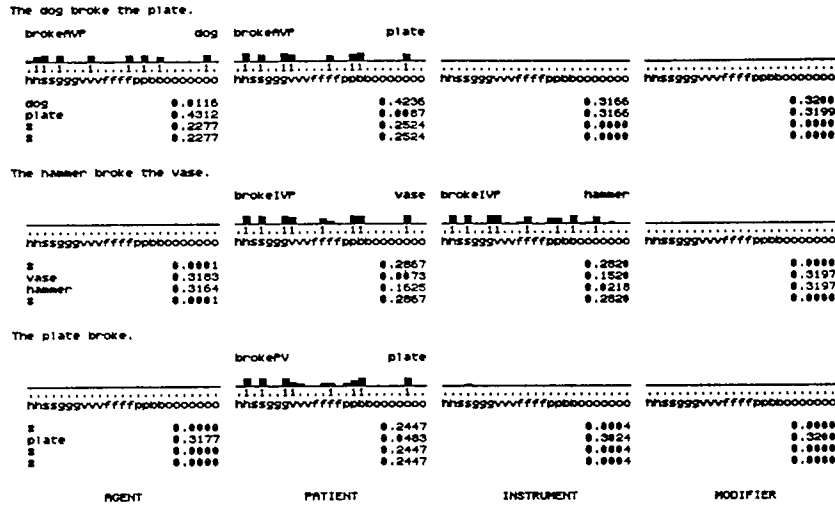 The dog broke the plate.
brokeAVP dog brokeAVP plate
hhssgggvvvffffppbbooooooo hhssgggvvvffffppbbooooooo hhssgggvvvffffppbbooooooo hhssgggvvvffffppbbooooooo
dog 0.0116 0.4236 0.3166 0.3200
plate 0.4312 0.0087 0.3166 0.3199
0.2277 0.2524 0.0000 0.0000
0.2277 0.2524 0.0000 0.0000
The hammer broke the vase.
brokeIVP vase brokeIVP hammer
hhssgggvvvffffppbbooooooo hhssgggvvvffffppbbooooooo hhssgggvvvffffppbbooooooo hhssgggvvvffffppbbooooooo
0.0001 0.2867 0.2820 0.0000
vase 0.3183 0.0073 0.1520 0.3197
hammer 0.3164 0.1625 0.0218 0.3197
0.0001 0.2867 0.2820 0.0000
The plate broke.
brokePV plate
hhssgggvvvffffppbbooooooo hhssgggvvvffffppbbooooooo hhssgggvvvffffppbbooooooo hhssgggvvvffffppbbooooooo
0.0000 0.2447 0.0004 0.0000
plate 0.3177 0.0483 0.3024 0.3200
0.0000 0.2447 0.0004 0.0000
0.0000 0.2447 0.0004 0.0000
AGENT PATIENT INSTRUMENT MODIFIER